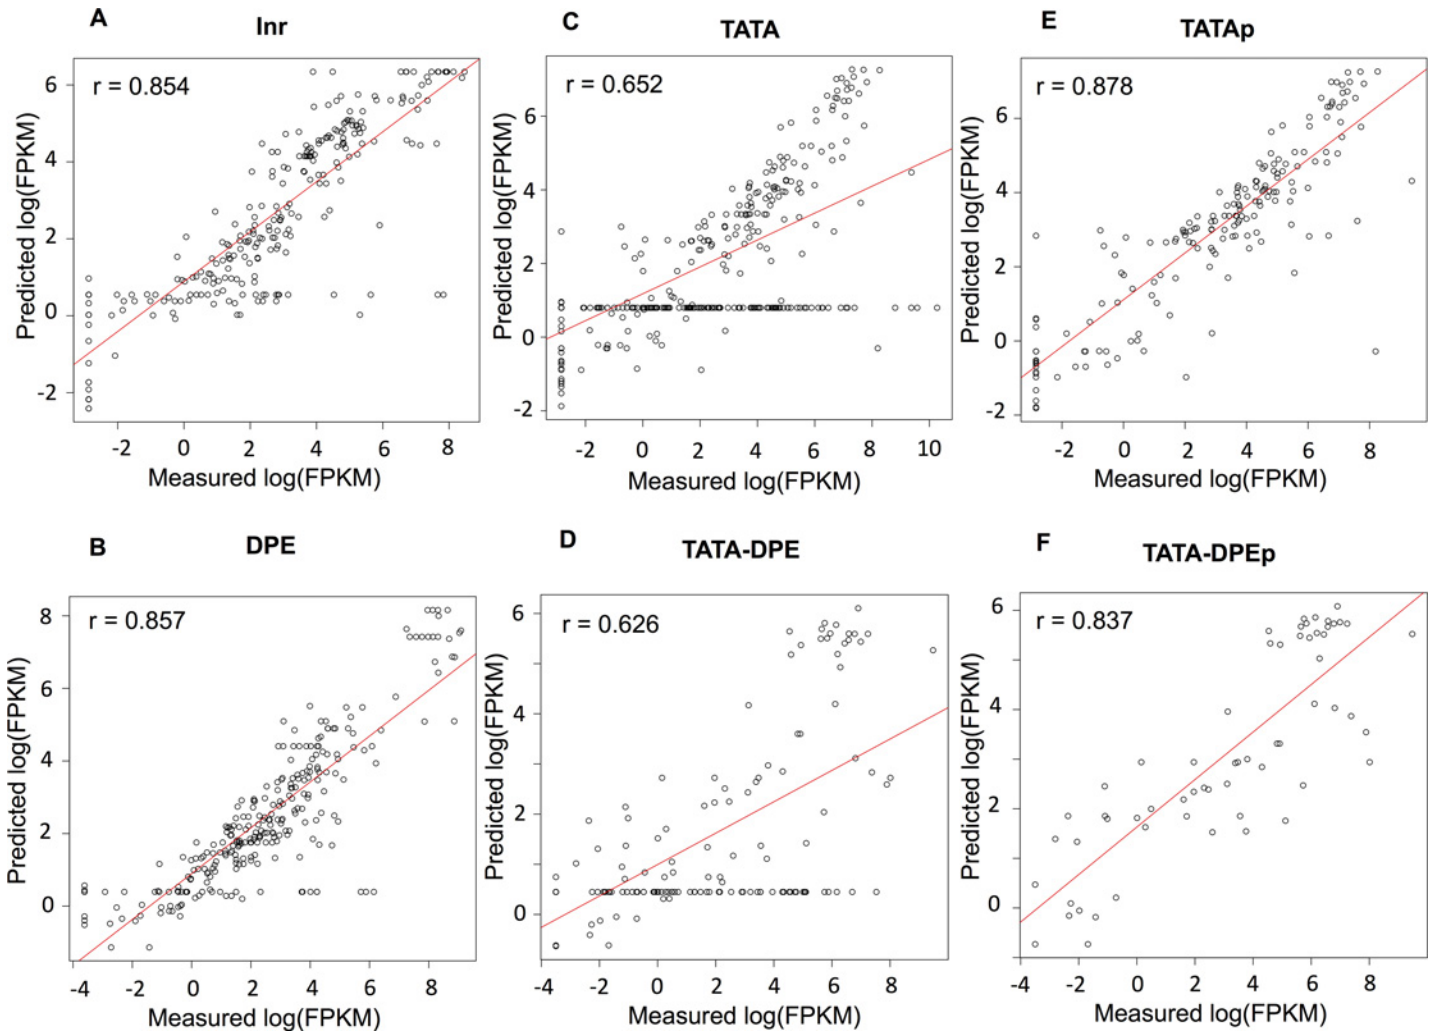 A
Inr
r = 0.854
Predicted log(FPKM)
6
4
2
0
-2
-2 0 2 4 6 8
Measured log(FPKM)
C
TATA
r = 0.652
Predicted log(FPKM)
6
4
2
0
-2
-2 0 2 4 6 8 10
Measured log(FPKM)
E
TATAp
r = 0.878
Predicted log(FPKM)
6
4
2
0
-2
-2 0 2 4 6 8
Measured log(FPKM)
B
DPE
r = 0.857
Predicted log(FPKM)
8
6
4
2
0
-4 -2 0 2 4 6 8
Measured log(FPKM)
D
TATA-DPE
r = 0.626
Predicted log(FPKM)
6
4
2
0
-4 -2 0 2 4 6 8
Measured log(FPKM)
F
TATA-DPEp
r = 0.837
Predicted log(FPKM)
6
4
2
0
-4 -2 0 2 4 6 8
Measured log(FPKM)